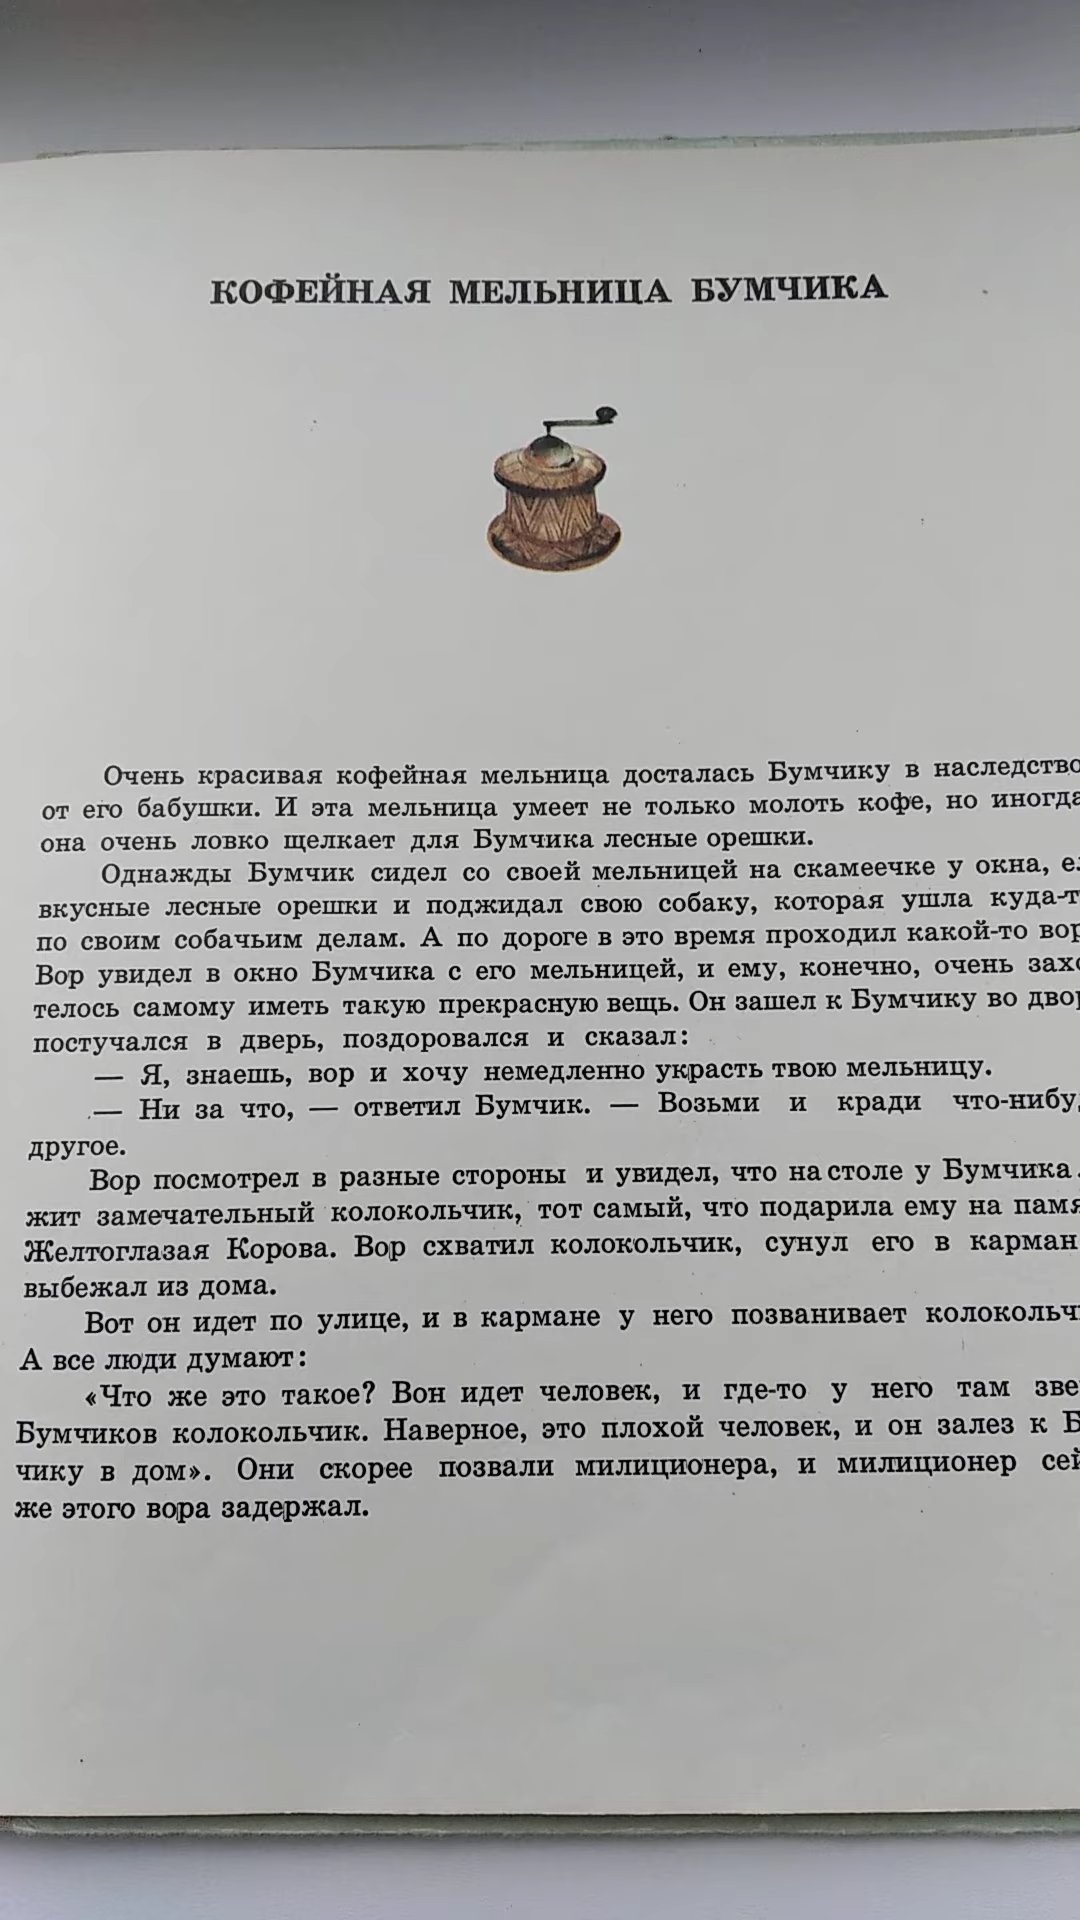 КОФЕЙНАЯ МЕЛЬНИЦА БУМЧИКА
Очень красивая кофейная мельница досталась Бумчику в наследство
от его бабушки. И эта мельница умеет не только молоть кофе, но иногда
она очень ловко щелкает для Бумчика лесные орешки.
Однажды Бумчик сидел со своей мельницей на скамеечке у окна,
вкусные лесные орешки и поджидал свою собаку, которая ушла
по своим собачьим делам. А по дороге в это время проходил какой-то вор
Вор увидел в окно Бумчика с его мельницей, и ему, конечно, очень захо
телось самому иметь такую прекрасную вещь. Он зашел к Бумчику во
постучался в дверь, поздоровался и сказал:
— Я, знаешь, вор и хочу немедленно украсть твою мельницу.
— Ни за что, — ответил Бумчик. — Возьми и кради
другое.
Вор посмотрел в разные стороны и увидел, что на столе у Бумчика
жит замечательный колокольчик, тот самый, что подарила ему на
Желтоглазая Корова. Вор схватил колокольчик, сунул его в карман
выбежал из дома.
Вот он идет по улице, и в кармане у него позванивает
А все люди думают:
«Что же это такое? Вон идет человек, и где-то у него там
Бумчиков колокольчик. Наверное, это плохой человек, и он залез к
чику в дом». Они скорее позвали милиционера, и милиционер
же этого вора задержал.